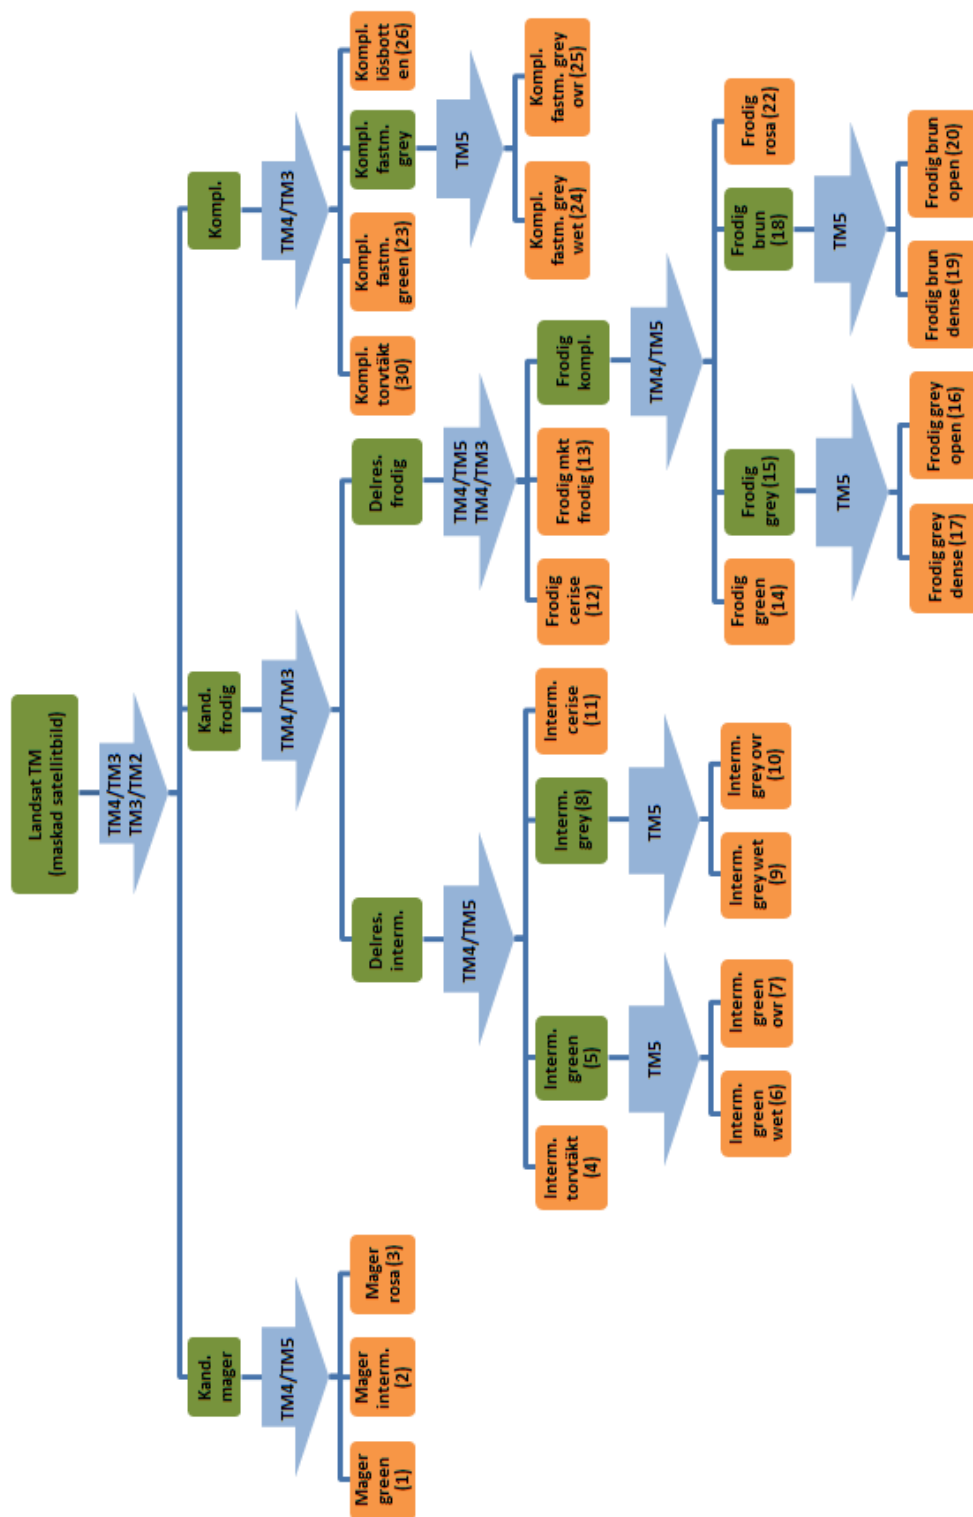 Landsat TM
(maskad satellitbild)
TM4/TM3
TM3/TM2
Kand.
mager
Kand.
frodig
Kompl.
TM4/TM5
TM4/TM3
TM4/TM3
Mager
green
(1)
Mager
interm.
(2)
Mager
rosa (3)
Delres.
interm.
Delres.
frodig
Kompl.
torvtäkt
(30)
Kompl.
fastm.
green (23)
Kompl.
fastm.
grey
Kompl.
lösbott
en (26)
TM4/TM5
TM4/TM5
TM4/TM3
TM5
Interm.
torvtäkt
(4)
Interm.
green
(5)
Interm.
grey (8)
Interm.
cerise
(11)
Frodig
cerise
(12)
Frodig mkt
frodig (13)
Frodig
kompl.
Kompl.
fastm. grey
wet (24)
Kompl.
fastm. grey
ovr (25)
TM5
TM5
TM4/TM5
Interm.
green
wet (6)
Interm.
green
ovr (7)
Interm.
grey wet
(9)
Interm.
grey ovr
(10)
Frodig
green
(14)
Frodig
grey (15)
Frodig
brun
(18)
Frodig
rosa (22)
TM5
TM5
Frodig grey
dense (17)
Frodig grey
open (16)
Frodig brun
dense (19)
Frodig brun
open (20)